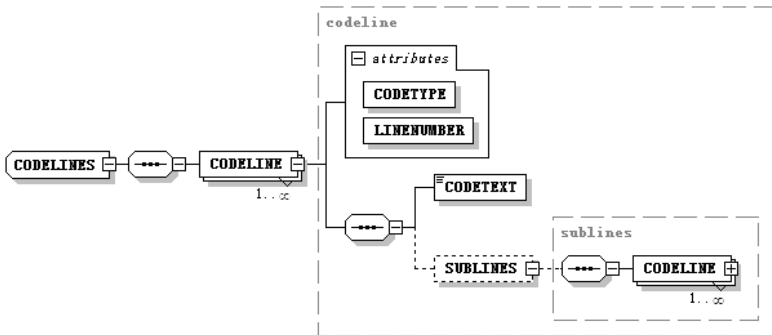 codeline
attributes
CODETYPE
LINENUMBER
CODELINES
CODELINE
1..∞
CODETEXT
sublines
SUBLINES
CODELINE
1..∞